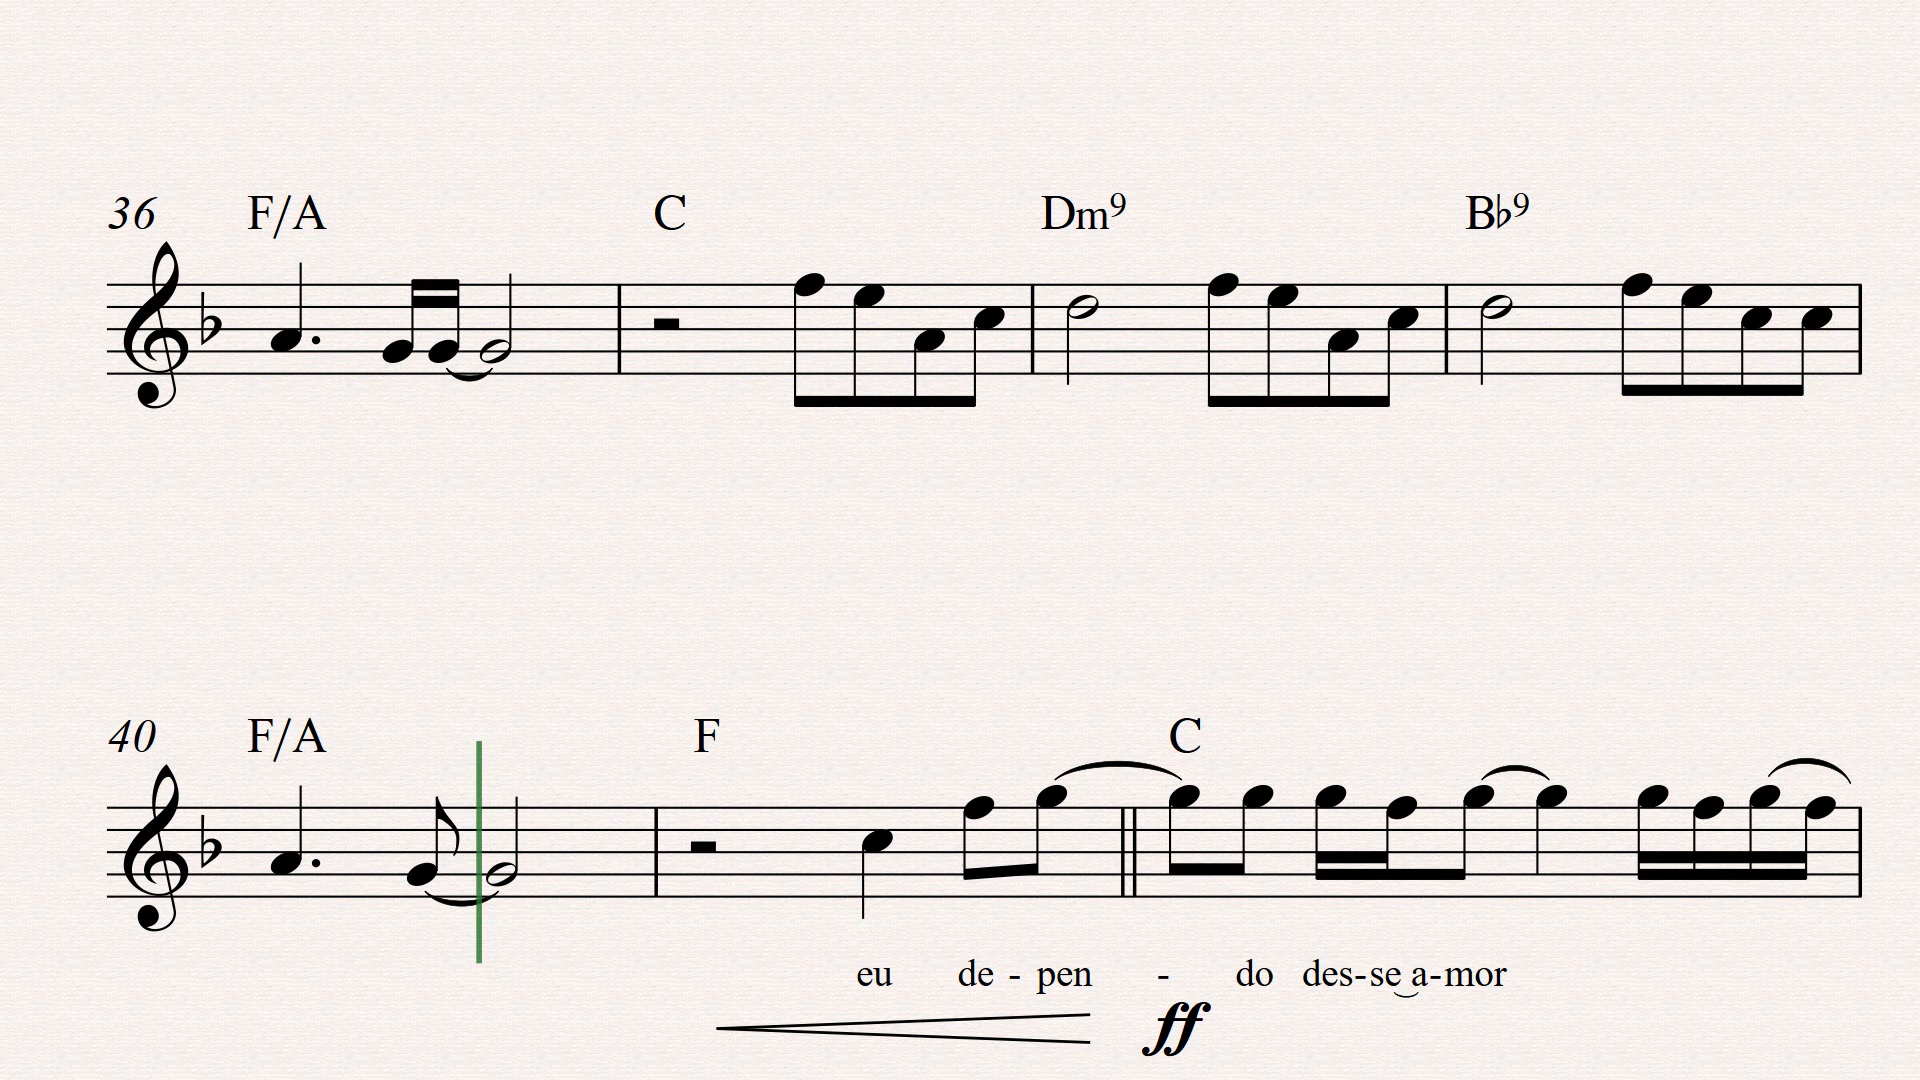 36 F/A C Dm9 B♭9
40 F/A F C
eu de - pen - do des-se a-mor
ff